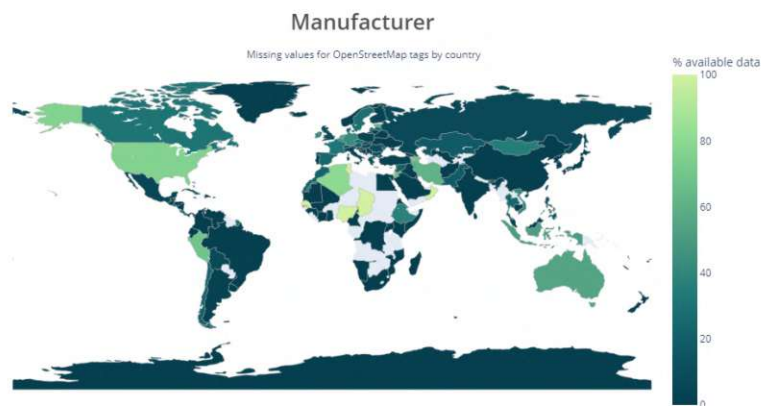 Manufacturer
Missing values for OpenStreetMap tags by country
% available data
100
80
60
40
20
0